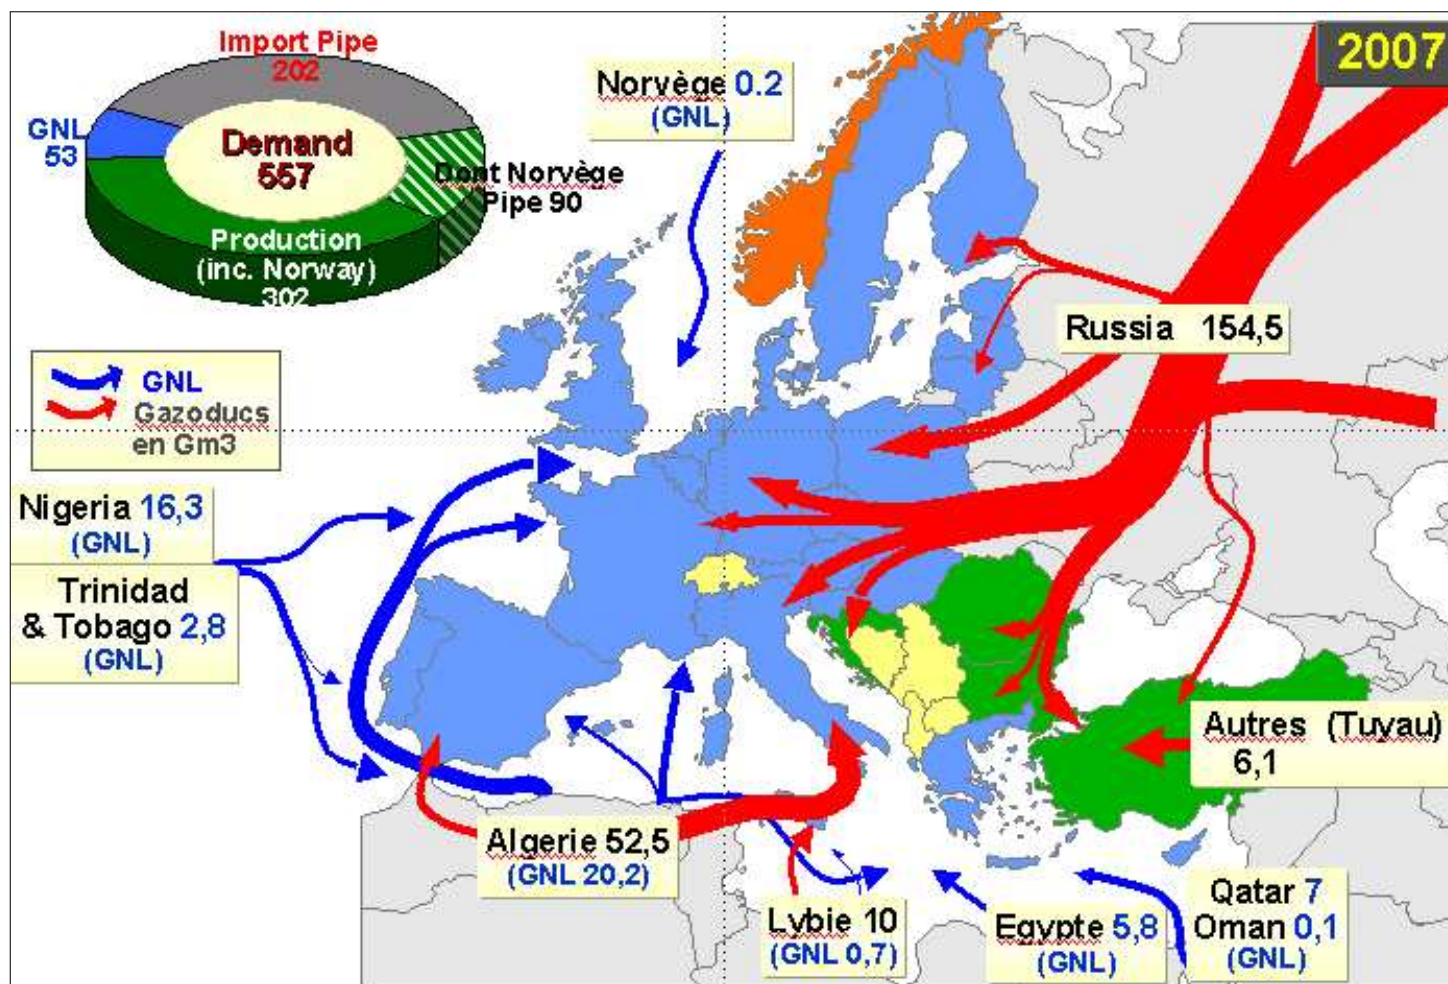 Import Pipe
202
GNL
53
Demand
557
Dont Norvège
Pipe 90
Production
(inc. Norway)
302
Norvège 0.2
(GNL)
2007
Russia 154,5
GNL
Gazoducs
en Gm3
Nigeria 16,3
(GNL)
Trinidad
& Tobago 2,8
(GNL)
Autres (Tuyau)
6,1
Algerie 52,5
(GNL 20,2)
Lybie 10
(GNL 0,7)
Egypte 5,8
(GNL)
Qatar 7
Oman 0,1
(GNL)